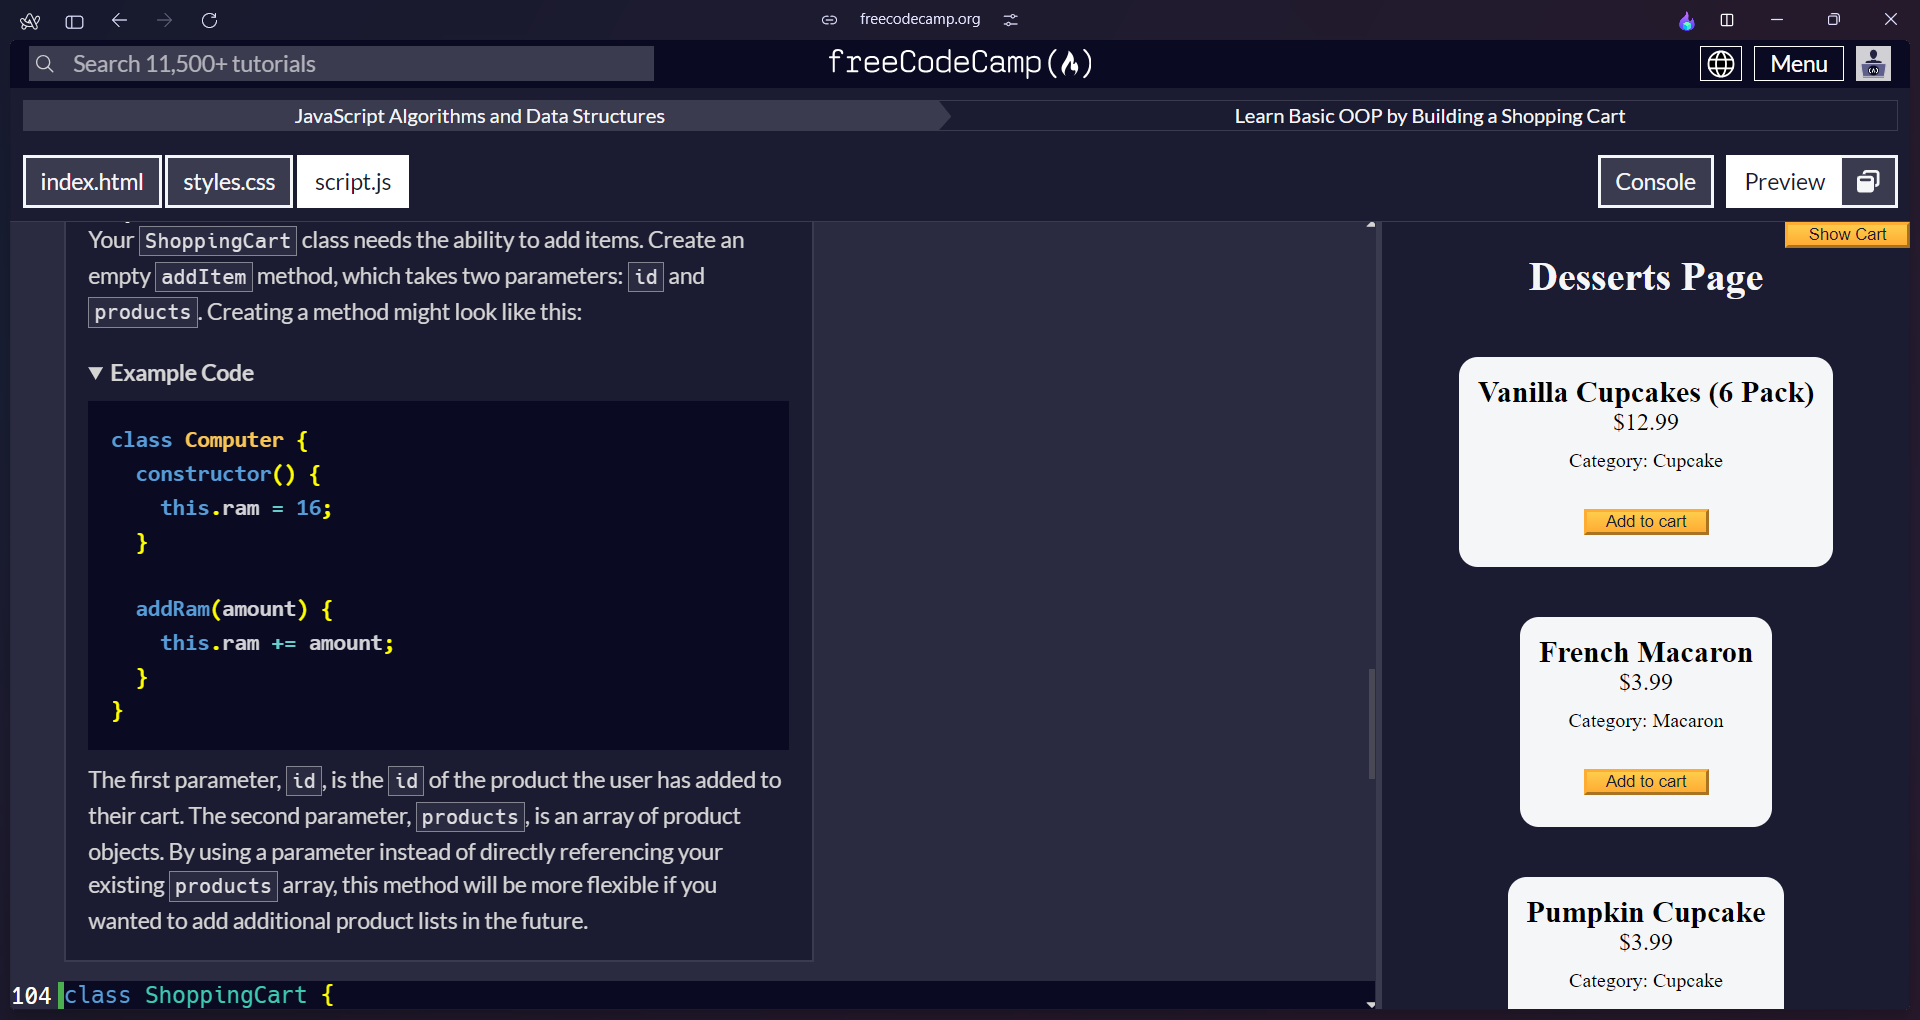 freecodecamp.org
Search 11,500+ tutorials
freeCodeCamp(🔥)
Menu
JavaScript Algorithms and Data Structures
Learn Basic OOP by Building a Shopping Cart
index.html
styles.css
script.js
Console
Preview
Your ShoppingCart class needs the ability to add items. Create an
empty addItem method, which takes two parameters: id and
products. Creating a method might look like this:
▼ Example Code
class Computer {
  constructor() {
    this.ram = 16;
  }

  addRam(amount) {
    this.ram += amount;
  }
}
The first parameter, id, is the id of the product the user has added to
their cart. The second parameter, products, is an array of product
objects. By using a parameter instead of directly referencing your
existing products array, this method will be more flexible if you
wanted to add additional product lists in the future.
104 class ShoppingCart {
Show Cart
Desserts Page
Vanilla Cupcakes (6 Pack)
$12.99
Category: Cupcake
Add to cart
French Macaron
$3.99
Category: Macaron
Add to cart
Pumpkin Cupcake
$3.99
Category: Cupcake